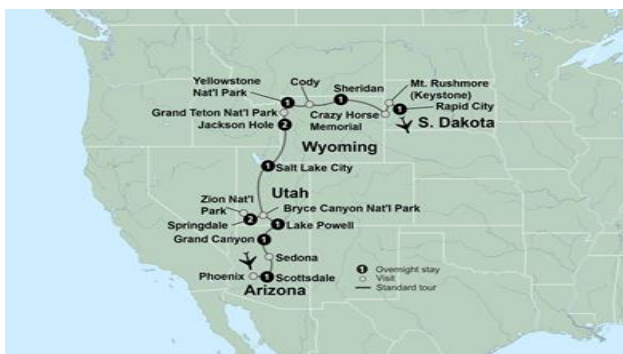 Yellowstone
Nat'l Park
Cody
Sheridan
Mt. Rushmore
(Keystone)
1
1
1
Rapid City
Grand Teton Nat'l Park
Crazy Horse
Memorial
Jackson Hole
2
S. Dakota
Wyoming
1
Salt Lake City
Utah
Zion Nat'l
Park
Bryce Canyon Nat'l Park
Springdale
2
1
Lake Powell
Grand Canyon
1
Sedona
Phoenix
1
Scottsdale
Arizona
1 Overnight stay
Visit
Standard tour